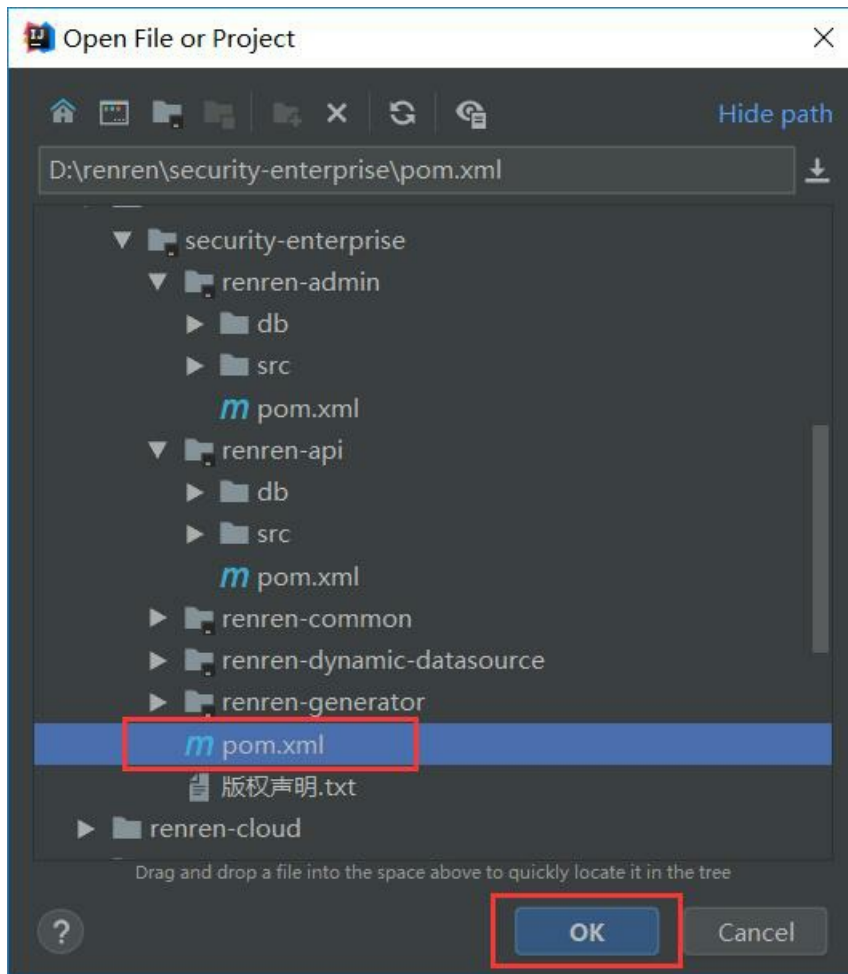 Open File or Project
Hide path
D:\renren\security-enterprise\pom.xml
security-enterprise
renren-admin
db
src
pom.xml
renren-api
db
src
pom.xml
renren-common
renren-dynamic-datasource
renren-generator
pom.xml
版权声明.txt
renren-cloud
Drag and drop a file into the space above to quickly locate it in the tree
?
OK
Cancel